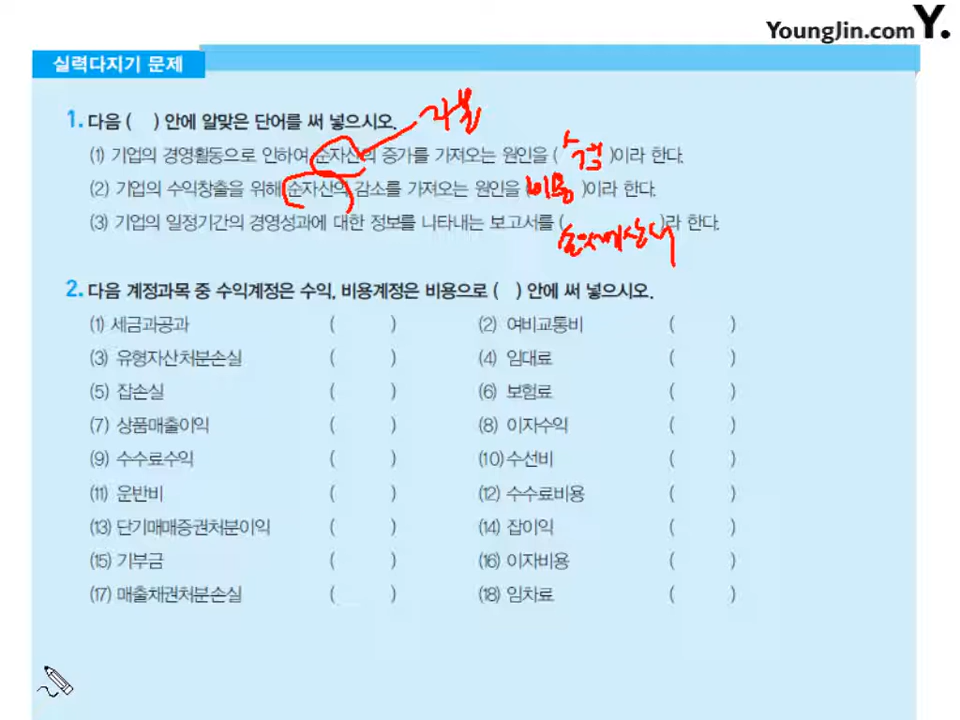 YoungJin.com Y.
실력다지기 문제
1. 다음 ( ) 안에 알맞은 단어를 써 넣으시오.
자본
(1) 기업의 경영활동으로 인하여 순자산의 증가를 가져오는 원인을 ( 수익 )이라 한다.
(2) 기업의 수익창출을 위해 순자산의 감소를 가져오는 원인을 ( 비용 )이라 한다.
(3) 기업의 일정기간의 경영성과에 대한 정보를 나타내는 보고서를 ( )라 한다.
손익계산서
2. 다음 계정과목 중 수익계정은 수익, 비용계정은 비용으로 ( ) 안에 써 넣으시오.
(1) 세금과공과 ( ) (2) 여비교통비 ( )
(3) 유형자산처분손실 ( ) (4) 임대료 ( )
(5) 잡손실 ( ) (6) 보험료 ( )
(7) 상품매출이익 ( ) (8) 이자수익 ( )
(9) 수수료수익 ( ) (10) 수선비 ( )
(11) 운반비 ( ) (12) 수수료비용 ( )
(13) 단기매매증권처분이익 ( ) (14) 잡이익 ( )
(15) 기부금 ( ) (16) 이자비용 ( )
(17) 매출채권처분손실 ( ) (18) 임차료 ( )